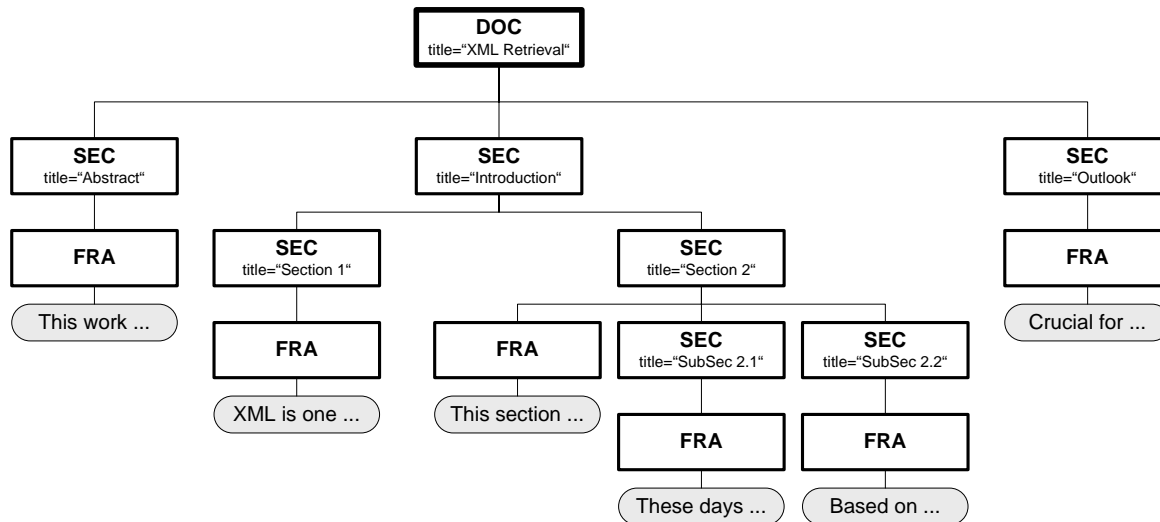 DOC
title=“XML Retrieval“
SEC
title=“Abstract“
SEC
title=“Introduction“
SEC
title=“Outlook“
FRA
SEC
title=“Section 1“
SEC
title=“Section 2“
FRA
This work ...
Crucial for ...
FRA
FRA
SEC
title=“SubSec 2.1“
SEC
title=“SubSec 2.2“
XML is one ...
This section ...
FRA
FRA
These days ...
Based on ...